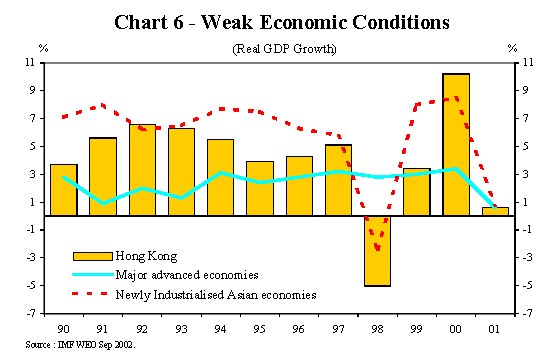 Chart 6 - Weak Economic Conditions
(Real GDP Growth)
% %
11 11
9 9
7 7
5 5
3 3
1 1
-1 -1
-3 -3
-5 -5
-7 -7
Hong Kong
Major advanced economies
Newly Industrialised Asian economies
90 91 92 93 94 95 96 97 98 99 00 01
Source : IMF WEO Sep 2002.